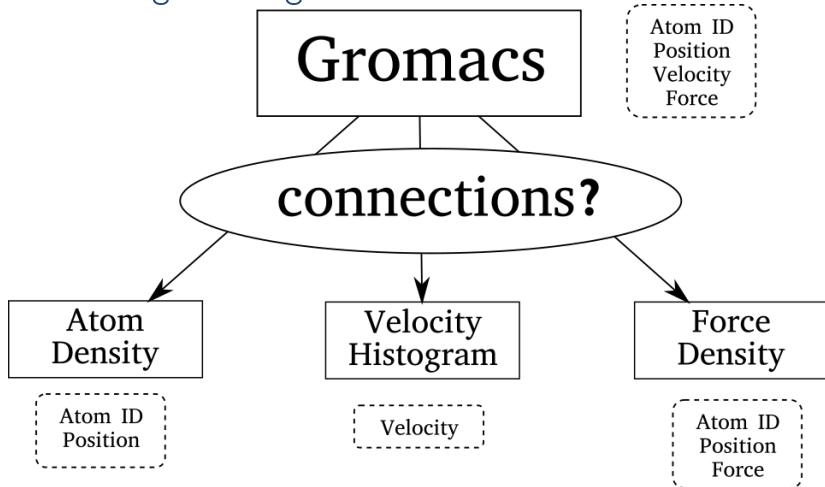 Gromacs
Atom ID
Position
Velocity
Force
connections?
Atom
Density
Velocity
Histogram
Force
Density
Atom ID
Position
Velocity
Atom ID
Position
Force